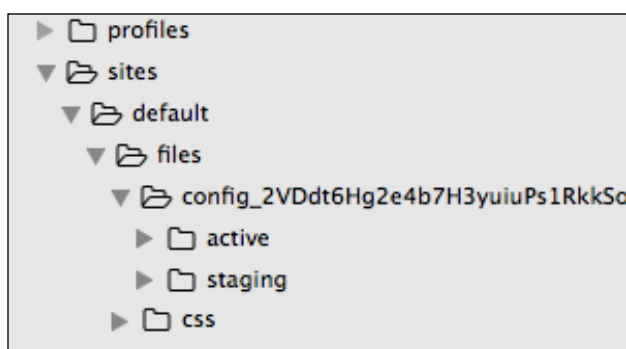 profiles
sites
default
files
config_2VDdt6Hg2e4b7H3yuiuPs1RkkSo
active
staging
css